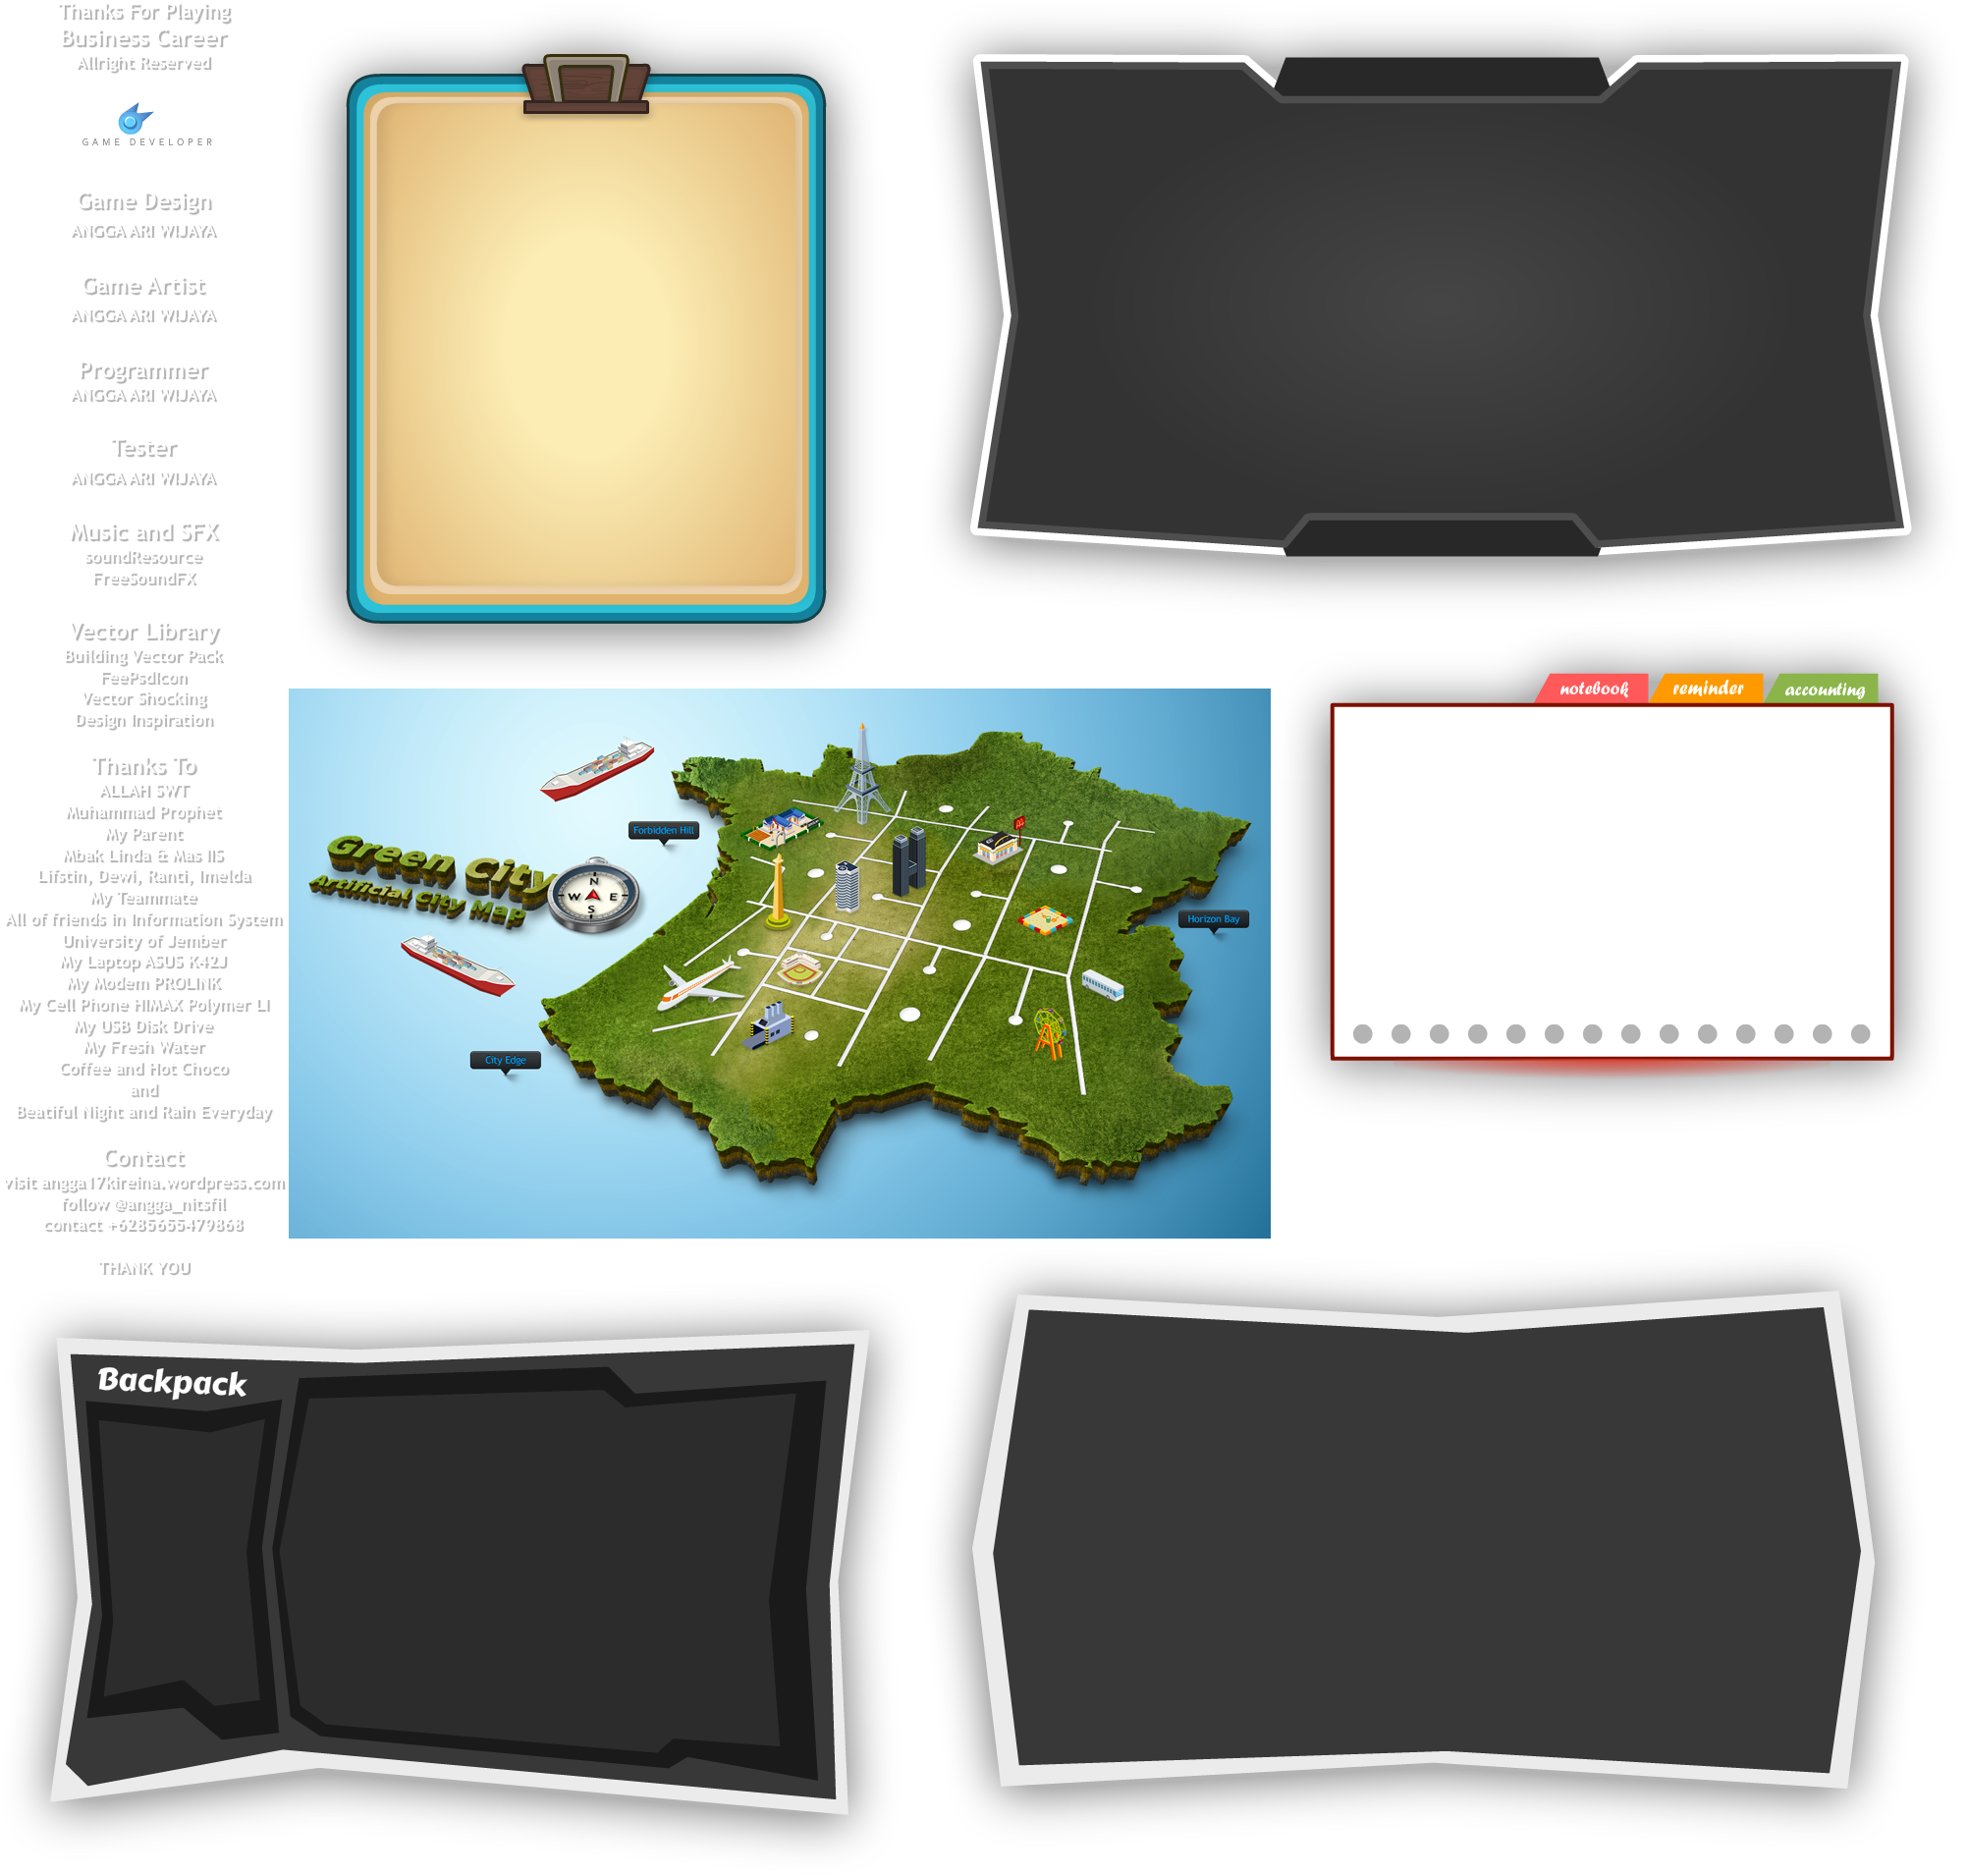 Thanks For Playing
Business Career
Allright Reserved
GAME DEVELOPER
Game Design
ANGGA ARI WIJAYA
Game Artist
ANGGA ARI WIJAYA
Programmer
ANGGA ARI WIJAYA
Tester
ANGGA ARI WIJAYA
Music and SFX
soundResource
FreeSoundFX
Vector Library
Building Vector Pack
FeePsdIcon
Vector Shocking
Design Inspiration
Thanks To
ALLAH SWT
Muhammad Prophet
My Parent
Mbak Linda & Mas IIS
Lifstin, Dewi, Ranti, Imelda
My Teammate
All of friends in Information System
University of Jember
My Laptop ASUS K42J
My Modem PROLINK
My Cell Phone HIMAX Polymer LI
My USB Disk Drive
My Fresh Water
Coffee and Hot Choco
and
Beatiful Night and Rain Everyday
Contact
visit angga17kireina.wordpress.com
follow @angga_nitsfil
contact +6285655479868
THANK YOU
Green City
Artificial City Map
N
W E
S
Forbidden Hill
Horizon Bay
City Edge
notebook reminder accounting
Backpack